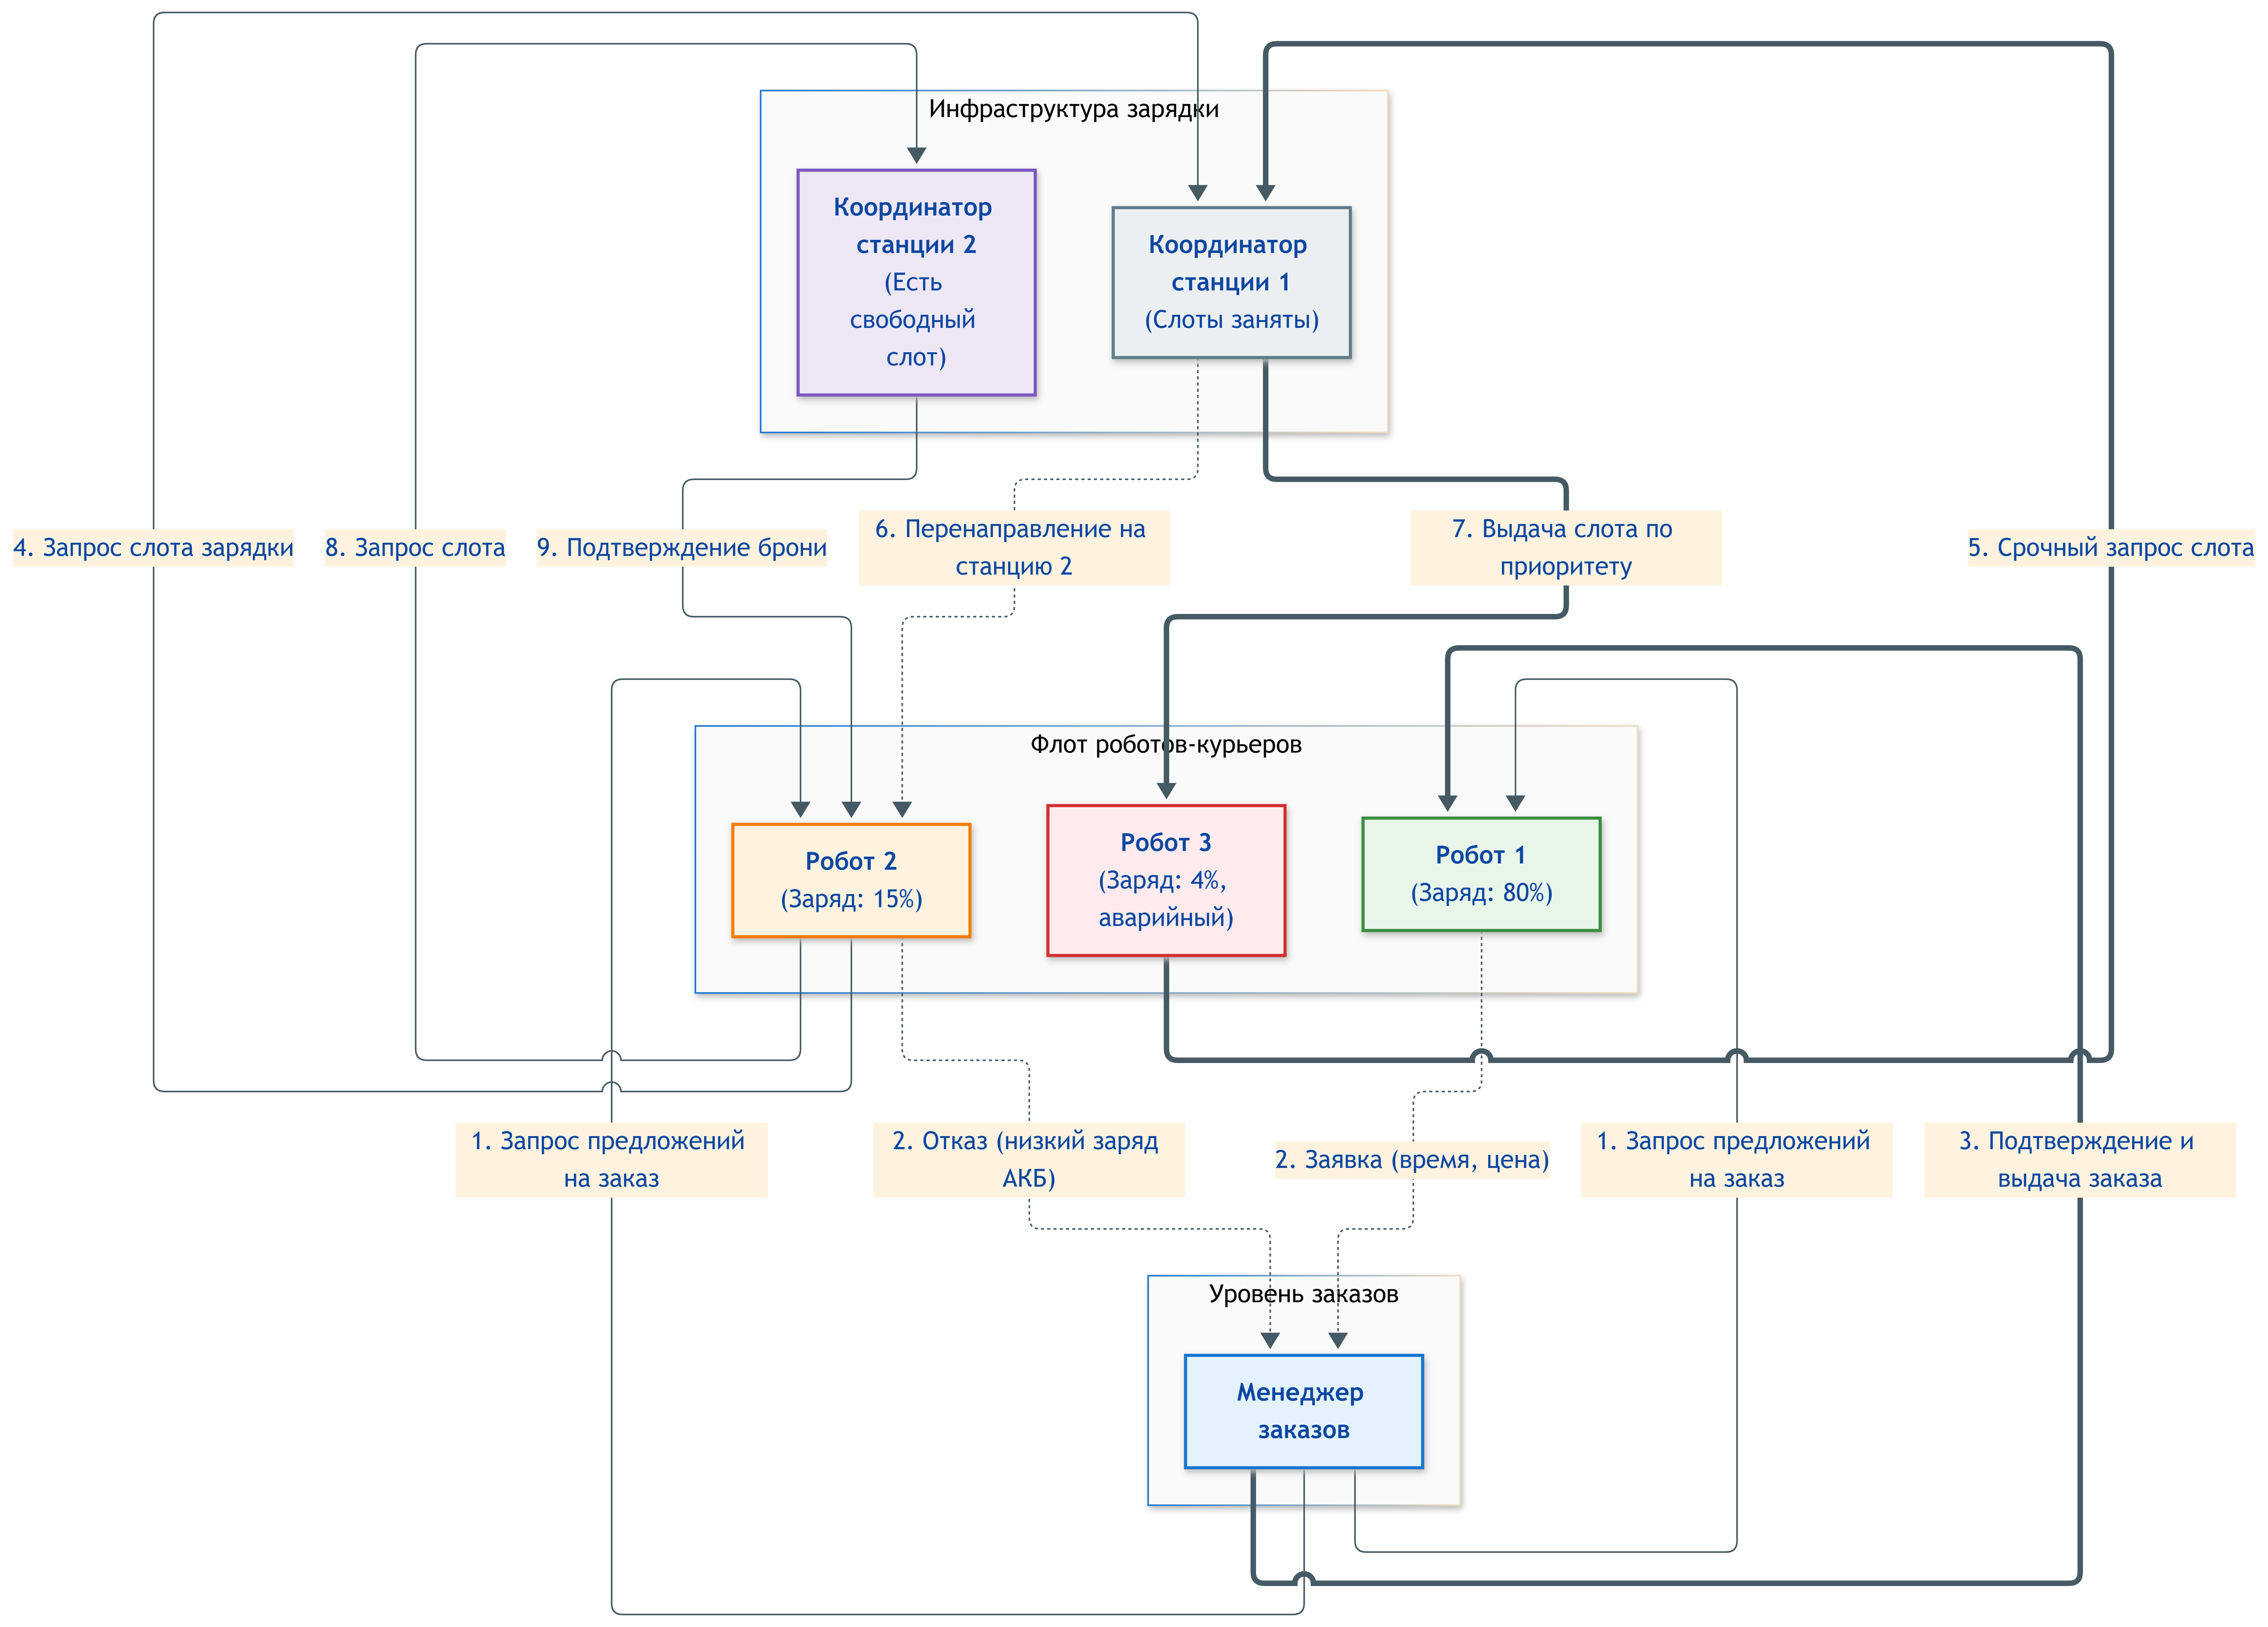 Инфраструктура зарядки
Координатор
станции 2
(Есть
свободный
слот)
Координатор
станции 1
(Слоты заняты)
4. Запрос слота зарядки
8. Запрос слота
9. Подтверждение брони
6. Перенаправление на
станцию 2
7. Выдача слота по
приоритету
5. Срочный запрос слота
Флот роботов-курьеров
Робот 2
(Заряд: 15%)
Робот 3
(Заряд: 4%,
аварийный)
Робот 1
(Заряд: 80%)
1. Запрос предложений
на заказ
2. Отказ (низкий заряд
АКБ)
2. Заявка (время, цена)
1. Запрос предложений
на заказ
3. Подтверждение и
выдача заказа
Уровень заказов
Менеджер
заказов